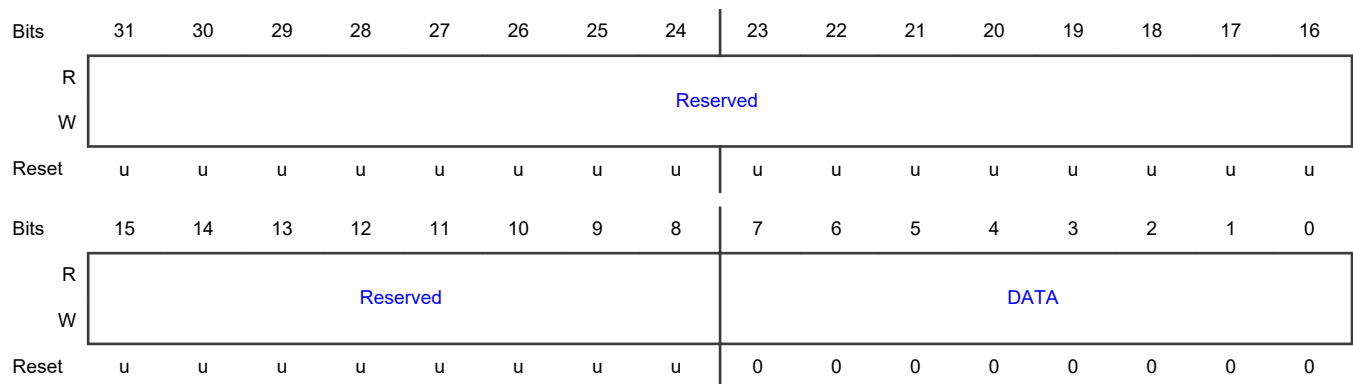 Bits 31 30 29 28 27 26 25 24 23 22 21 20 19 18 17 16
R
Reserved
W
Reset u u u u u u u u u u u u u u u u
Bits 15 14 13 12 11 10 9 8 7 6 5 4 3 2 1 0
R
Reserved DATA
W
Reset u u u u u u u u 0 0 0 0 0 0 0 0